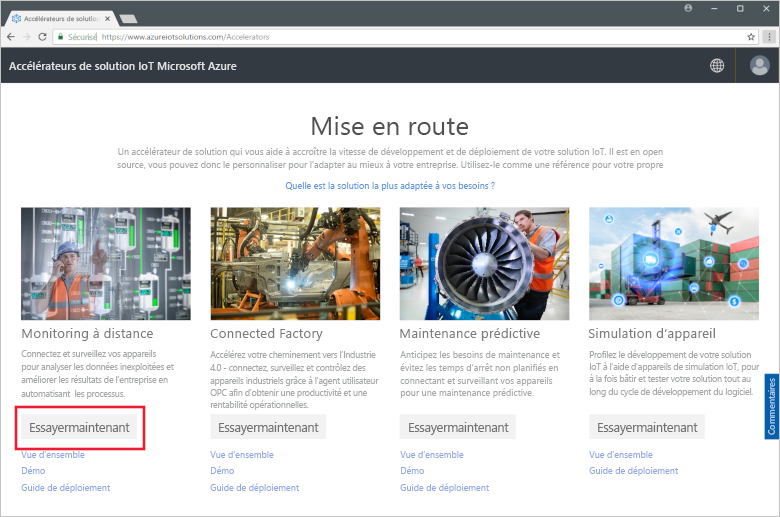 Accélérateurs de solution
Sécurisé https://www.azureiotsolutions.com/Accelerators
Accélérateurs de solution IoT Microsoft Azure
Mise en route
Un accélérateur de solution qui vous aide à accroître la vitesse de développement et de déploiement de votre solution IoT. Il est en open
source, vous pouvez donc le personnaliser pour l'adapter au mieux à votre entreprise. Utilisez-le comme une référence pour votre propre
Quelle est la solution la plus adaptée à vos besoins ?
Monitoring à distance
Connectez et surveillez vos appareils
pour analyser les données inexploitées et
améliorer les résultats de l'entreprise en
automatisant les processus.
Essayermaintenant
Vue d'ensemble
Démo
Guide de déploiement
Connected Factory
Accélérez votre cheminement vers l'Industrie
4.0 - connectez, surveillez et contrôlez des
appareils industriels grâce à l'agent utilisateur
OPC afin d'obtenir une productivité et une
rentabilité opérationnelles.
Essayermaintenant
Vue d'ensemble
Démo
Guide de déploiement
Maintenance prédictive
Anticipez les besoins de maintenance et
évitez les temps d'arrêt non planifiés en
connectant et surveillant vos appareils
pour une maintenance prédictive.
Essayermaintenant
Vue d'ensemble
Démo
Guide de déploiement
Simulation d'appareil
Profilez le développement de votre solution
IoT à l'aide d'appareils de simulation IoT, pour
à la fois bâtir et tester votre solution tout au
long du cycle de développement du logiciel.
Essayermaintenant
Vue d'ensemble
Guide de déploiement
Commentaires